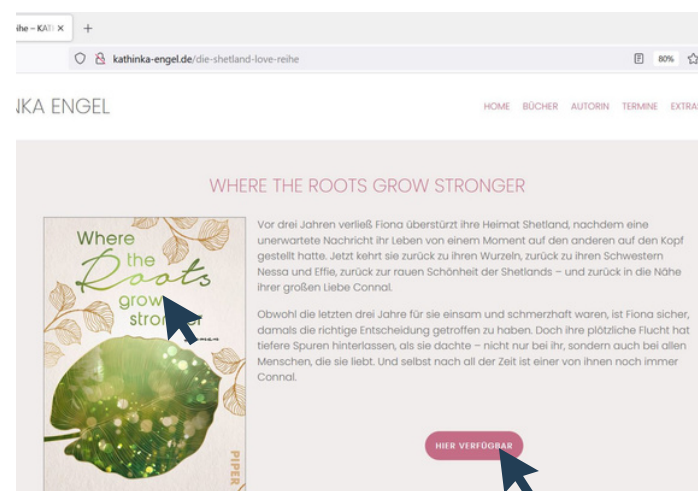 ihe – KATI ×
+
kathinka-engel.de/die-shetland-love-reihe
80%
NKA ENGEL
HOME BÜCHER AUTORIN TERMINE EXTRA
WHERE THE ROOTS GROW STRONGER
Where
the
Roots
grow
Vor drei Jahren verließ Fiona überstürzt ihre Heimat Shetland, nachdem eine
unerwartete Nachricht ihr Leben von einem Moment auf den anderen auf den Kopf
gestellt hatte. Jetzt kehrt sie zurück zu ihren Wurzeln, zurück zu ihren Schwestern
Nessa und Effie, zurück zur rauen Schönheit der Shetlands – und zurück in die Nähe
ihrer großen Liebe Connal.
Obwohl die letzten drei Jahre für sie einsam und schmerzhaft waren, ist Fiona sicher,
damals die richtige Entscheidung getroffen zu haben. Doch ihre plötzliche Flucht hat
tiefere Spuren hinterlassen, als sie dachte – nicht nur bei ihr, sondern auch bei allen
Menschen, die sie liebt. Und selbst nach all der Zeit ist einer von ihnen noch immer
Connal.
PIPER
HIER VERFÜGBAR